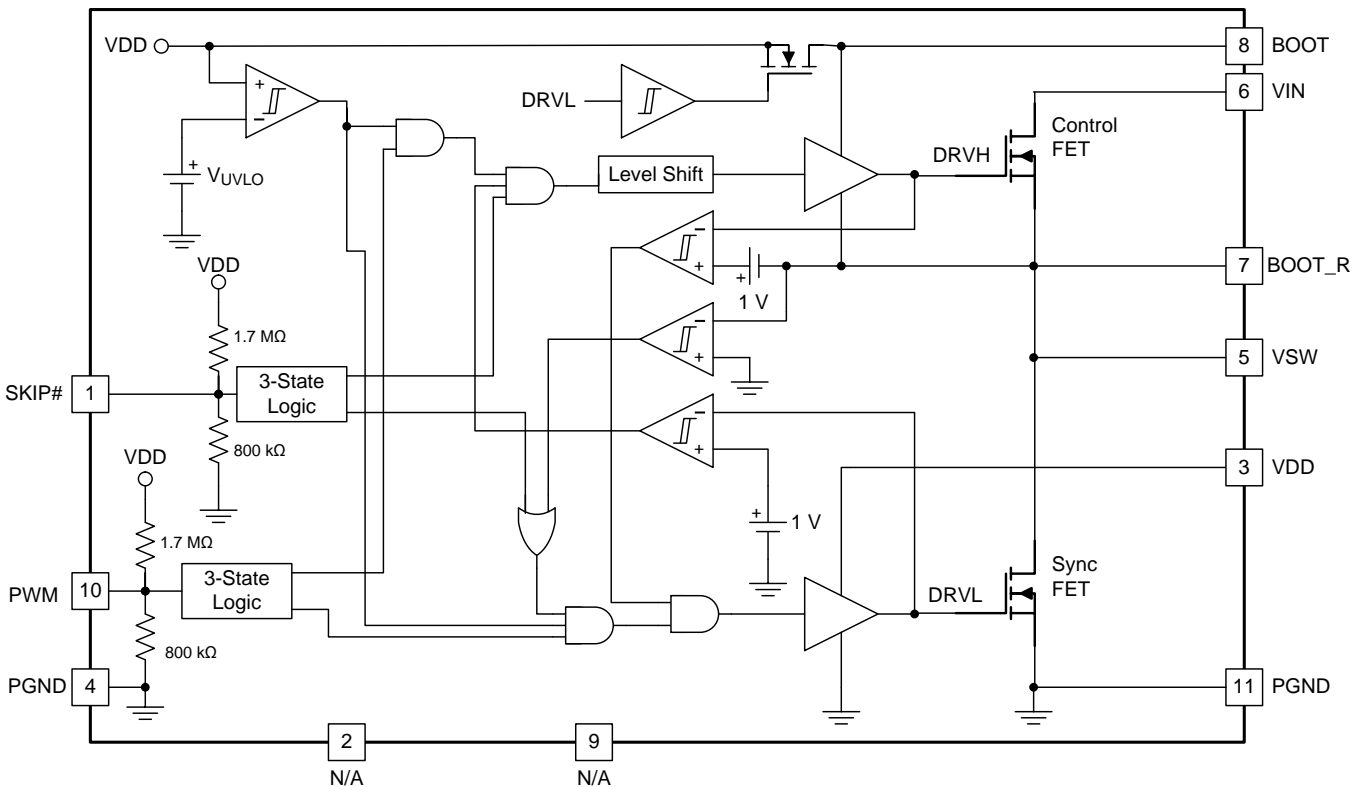 VDD
8 BOOT
DRVL
6 VIN
+
−
Control
FET
DRVH
+
VUVLO
Level Shift
VDD
−
+
+
1 V
7 BOOT_R
1.7 MΩ
−
+
5 VSW
SKIP# 1
3-State
Logic
−
+
800 kΩ
VDD
3 VDD
+
1 V
1.7 MΩ
Sync
FET
PWM 10
3-State
Logic
DRVL
800 kΩ
PGND 4
11 PGND
2
N/A
9
N/A